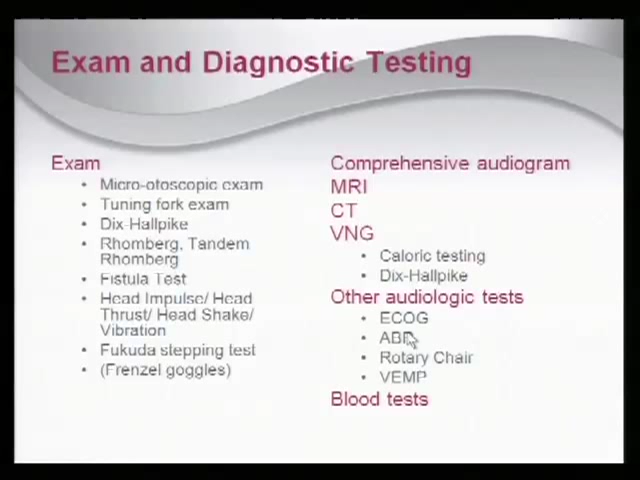 Exam and Diagnostic Testing
Exam
• Micro-otoscopic exam
• Tuning fork exam
• Dix-Hallpike
• Rhomberg, Tandem
Rhomberg
• Fistula Test
• Head Impulse/ Head
Thrust/ Head Shake/
Vibration
• Fukuda stepping test
• (Frenzel goggles)
Comprehensive audiogram
MRI
CT
VNG
• Caloric testing
• Dix-Hallpike
Other audiologic tests
• ECOG
• ABR
• Rotary Chair
• VEMP
Blood tests